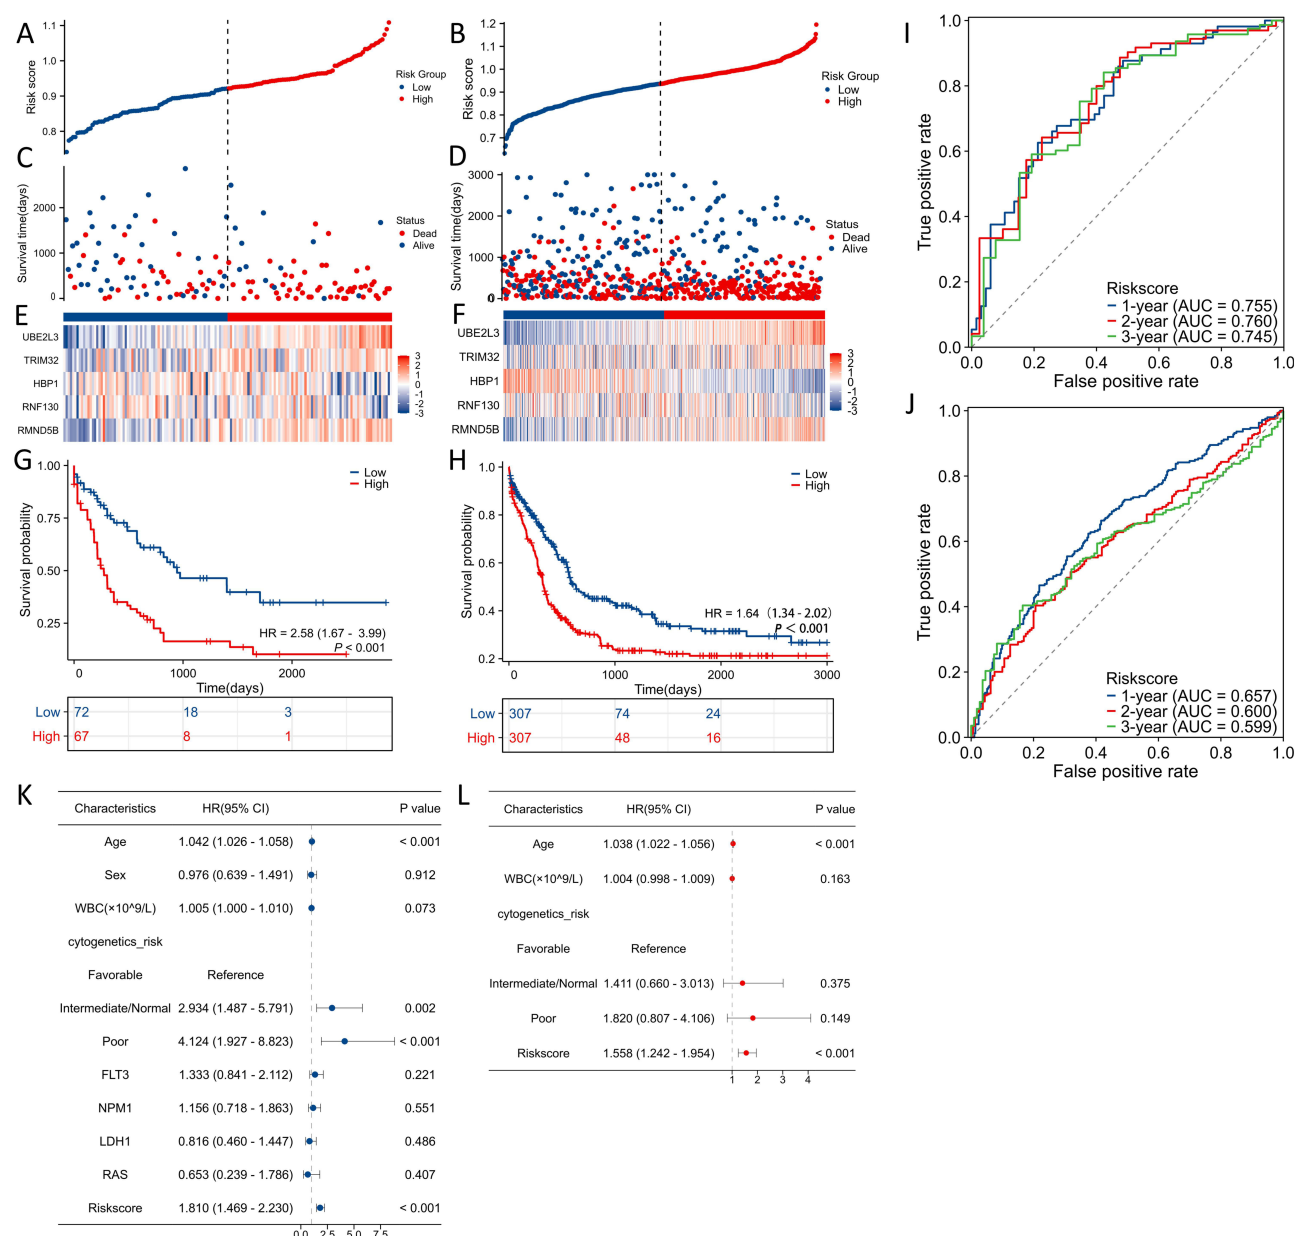 A
Risk score
1.1
1.0
0.9
0.8
Risk Group
Low
High
B
Risk score
1.2
1.1
1.0
0.9
0.8
0.7
Risk Group
Low
High
C
Survival time(days)
2000
1000
0
Status
Dead
Alive
D
Survival time(days)
3000
2000
1000
0
Status
Dead
Alive
E
UBE2L3
TRIM32
HBP1
RNF130
RMND5B
3
2
1
0
-1
-2
-3
F
UBE2L3
TRIM32
HBP1
RNF130
RMND5B
3
2
1
0
-1
-2
-3
G
Survival probability
1.00
0.75
0.50
0.25
Low
High
HR = 2.58 (1.67 - 3.99)
P < 0.001
0 1000 2000
Time(days)
Low 72 18 3
High 67 8 1
H
Survival probability
1.0
0.8
0.6
0.4
0.2
Low
High
HR = 1.64 (1.34 - 2.02)
P < 0.001
0 1000 2000 3000
Time(days)
Low 307 74 24
High 307 48 16
I
True positive rate
1.0
0.8
0.6
0.4
0.2
0.0
Riskscore
1-year (AUC = 0.755)
2-year (AUC = 0.760)
3-year (AUC = 0.745)
0.0 0.2 0.4 0.6 0.8 1.0
False positive rate
J
True positive rate
1.0
0.8
0.6
0.4
0.2
0.0
Riskscore
1-year (AUC = 0.657)
2-year (AUC = 0.600)
3-year (AUC = 0.599)
0.0 0.2 0.4 0.6 0.8 1.0
False positive rate
K
Characteristics HR(95% CI) P value
Age 1.042 (1.026 - 1.058) < 0.001
Sex 0.976 (0.639 - 1.491) 0.912
WBC(×10^9/L) 1.005 (1.000 - 1.010) 0.073
cytogenetics_risk
Favorable Reference
Intermediate/Normal 2.934 (1.487 - 5.791) 0.002
Poor 4.124 (1.927 - 8.823) < 0.001
FLT3 1.333 (0.841 - 2.112) 0.221
NPM1 1.156 (0.718 - 1.863) 0.551
LDH1 0.816 (0.460 - 1.447) 0.486
RAS 0.653 (0.239 - 1.786) 0.407
Riskscore 1.810 (1.469 - 2.230) < 0.001
0.0 2.5 5.0 7.5
L
Characteristics HR(95% CI) P value
Age 1.038 (1.022 - 1.056) < 0.001
WBC(×10^9/L) 1.004 (0.998 - 1.009) 0.163
cytogenetics_risk
Favorable Reference
Intermediate/Normal 1.411 (0.660 - 3.013) 0.375
Poor 1.820 (0.807 - 4.106) 0.149
Riskscore 1.558 (1.242 - 1.954) < 0.001
1 2 3 4